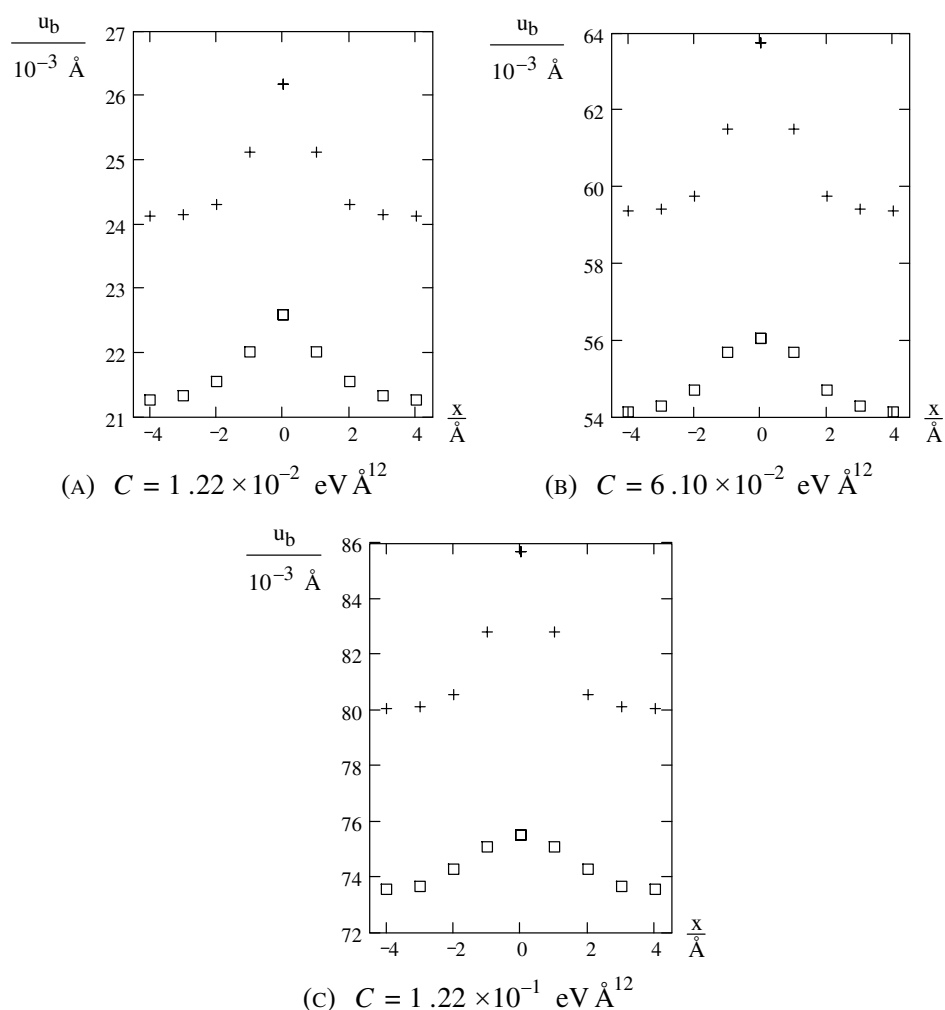 u_b
10⁻³ Å
27
26
25
24
23
22
21
−4 −2 0 2 4
x
Å
(A) C = 1 .22 ×10⁻² eV Å¹²
u_b
10⁻³ Å
64
62
60
58
56
54
−4 −2 0 2 4
x
Å
(B) C = 6 .10 ×10⁻² eV Å¹²
u_b
10⁻³ Å
86
84
82
80
78
76
74
72
−4 −2 0 2 4
x
Å
(C) C = 1 .22 ×10⁻¹ eV Å¹²